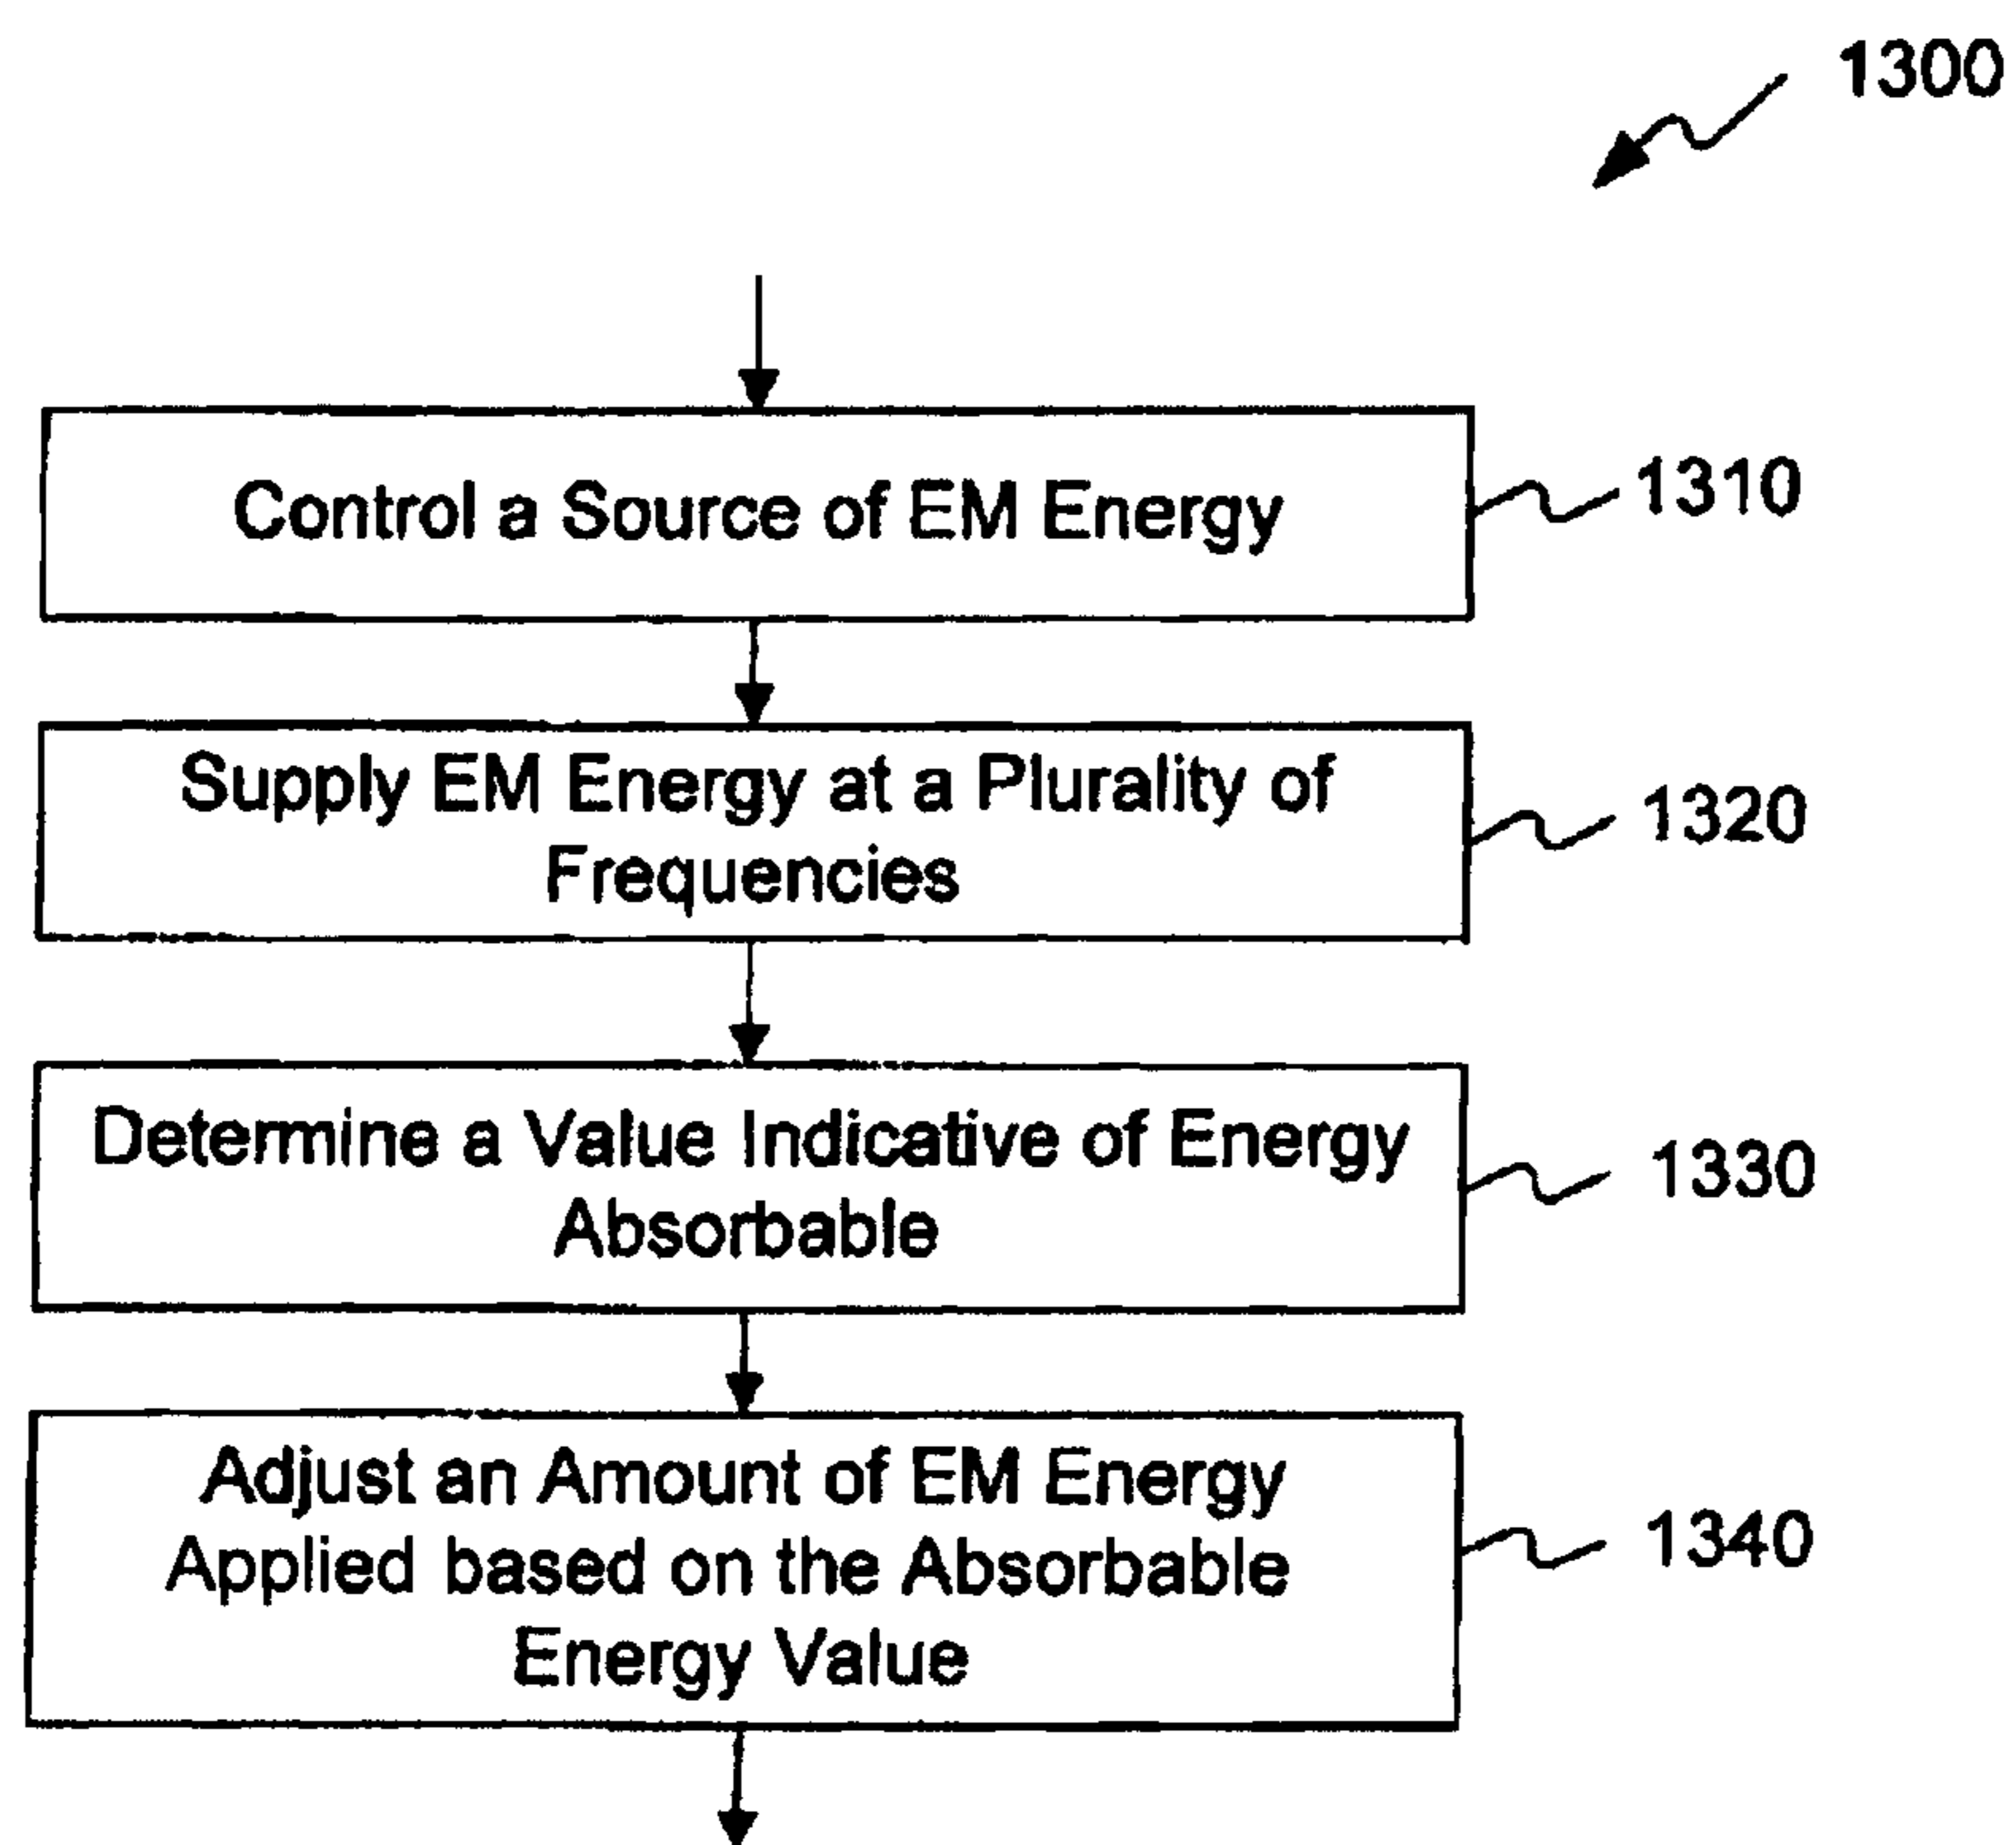 1300
Control a Source of EM Energy
1310
Supply EM Energy at a Plurality of
Frequencies
1320
Determine a Value Indicative of Energy
Absorbable
1330
Adjust an Amount of EM Energy
Applied based on the Absorbable
Energy Value
1340